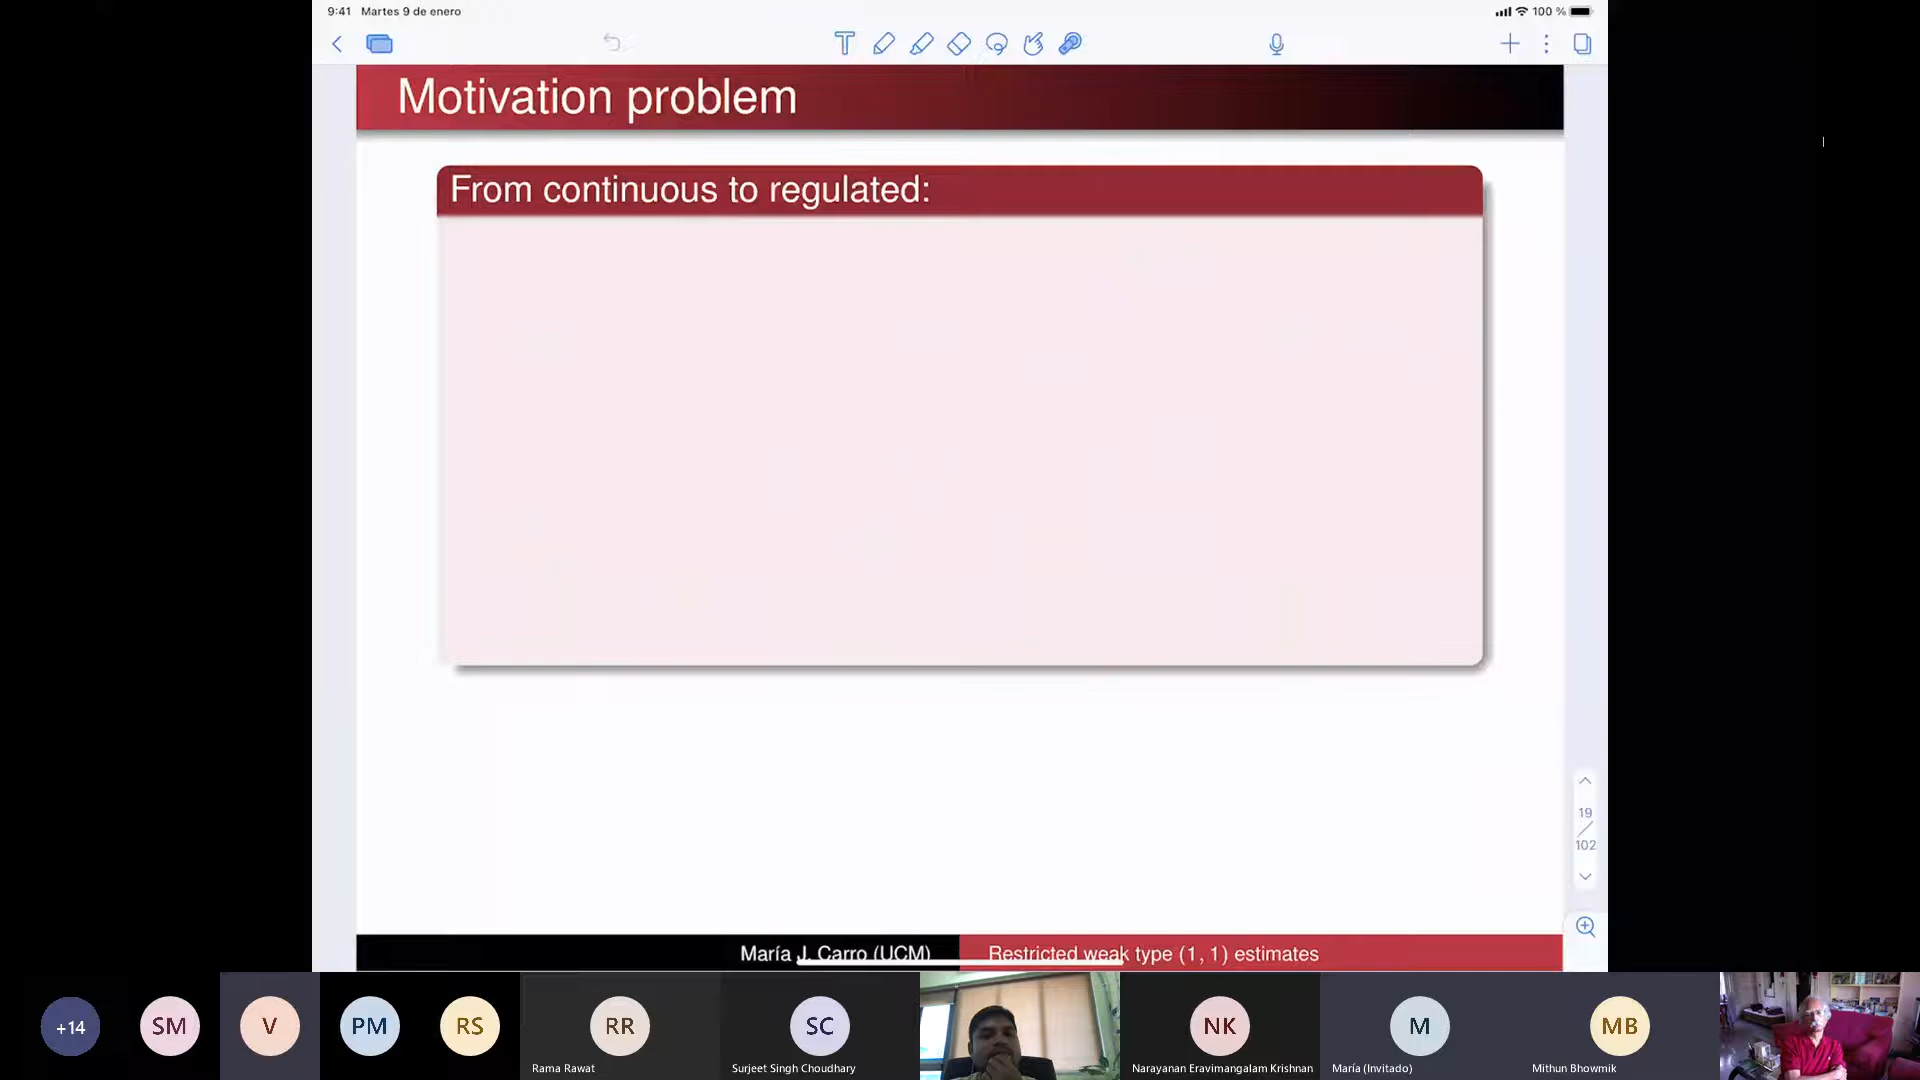 9:41 Martes 9 de enero
100 %
Motivation problem
From continuous to regulated:
19
102
María J. Carro (UCM)
Restricted weak type (1, 1) estimates
+14
SM
V
PM
RS
RR
SC
NK
M
MB
Rama Rawat
Surjeet Singh Choudhary
Narayanan Eravimangalam Krishnan
María (Invitado)
Mithun Bhowmik